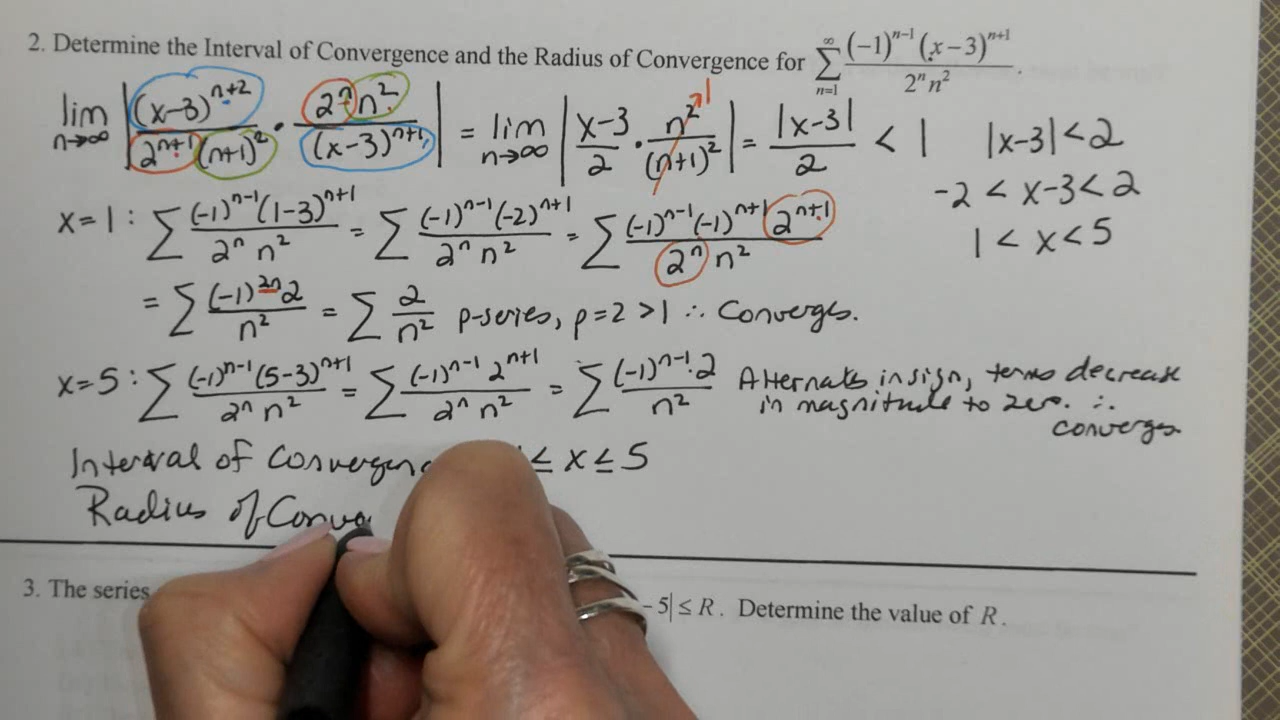 2. Determine the Interval of Convergence and the Radius of Convergence for ∑_{n=1}^{∞} (-1)^{n-1}(x-3)^{n+1} / 2^n n^2 .
lim_{n→∞} | (x-3)^{n+2} / 2^{n+1}(n+1)^2 · 2^n n^2 / (x-3)^{n+1} | = lim_{n→∞} | x-3 / 2 · n^2 / (n+1)^2 | = |x-3| / 2 < 1 |x-3| < 2
1
-2 < x-3 < 2
x=1: ∑ (-1)^{n-1}(1-3)^{n+1} / 2^n n^2 = ∑ (-1)^{n-1}(-2)^{n+1} / 2^n n^2 = ∑ (-1)^{n-1}(-1)^{n+1} 2^{n+1} / 2^n n^2
1 < x < 5
= ∑ (-1)^{2n} 2 / n^2 = ∑ 2 / n^2 p-series, p=2 >1 ∴ Converges.
x=5: ∑ (-1)^{n-1}(5-3)^{n+1} / 2^n n^2 = ∑ (-1)^{n-1} 2^{n+1} / 2^n n^2 = ∑ (-1)^{n-1}·2 / n^2 Alternates in sign, terms decrease
in magnitude to zero. ∴
converges
Interval of Convergenc ≤ x ≤ 5
Radius of Conve
3. The series - 5| ≤ R. Determine the value of R.